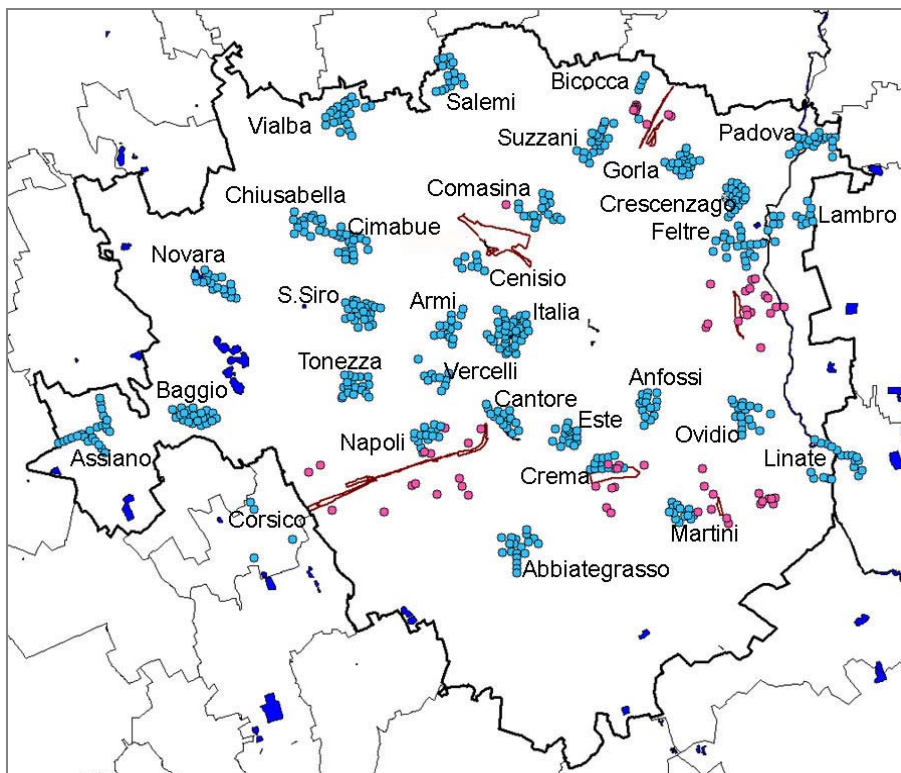 Bicocca
Salemi
Vialba
Suzzani
Padova
Gorla
Chiusabella
Comasina
Crescenzago
Lambro
Cimabue
Feltre
Novara
Cenisio
S.Siro
Armi
Italia
Tonezza
Vercelli
Anfossi
Baggio
Cantore
Este
Ovidio
Napoli
Assiano
Linate
Crema
Corsico
Martini
Abbiategrasso